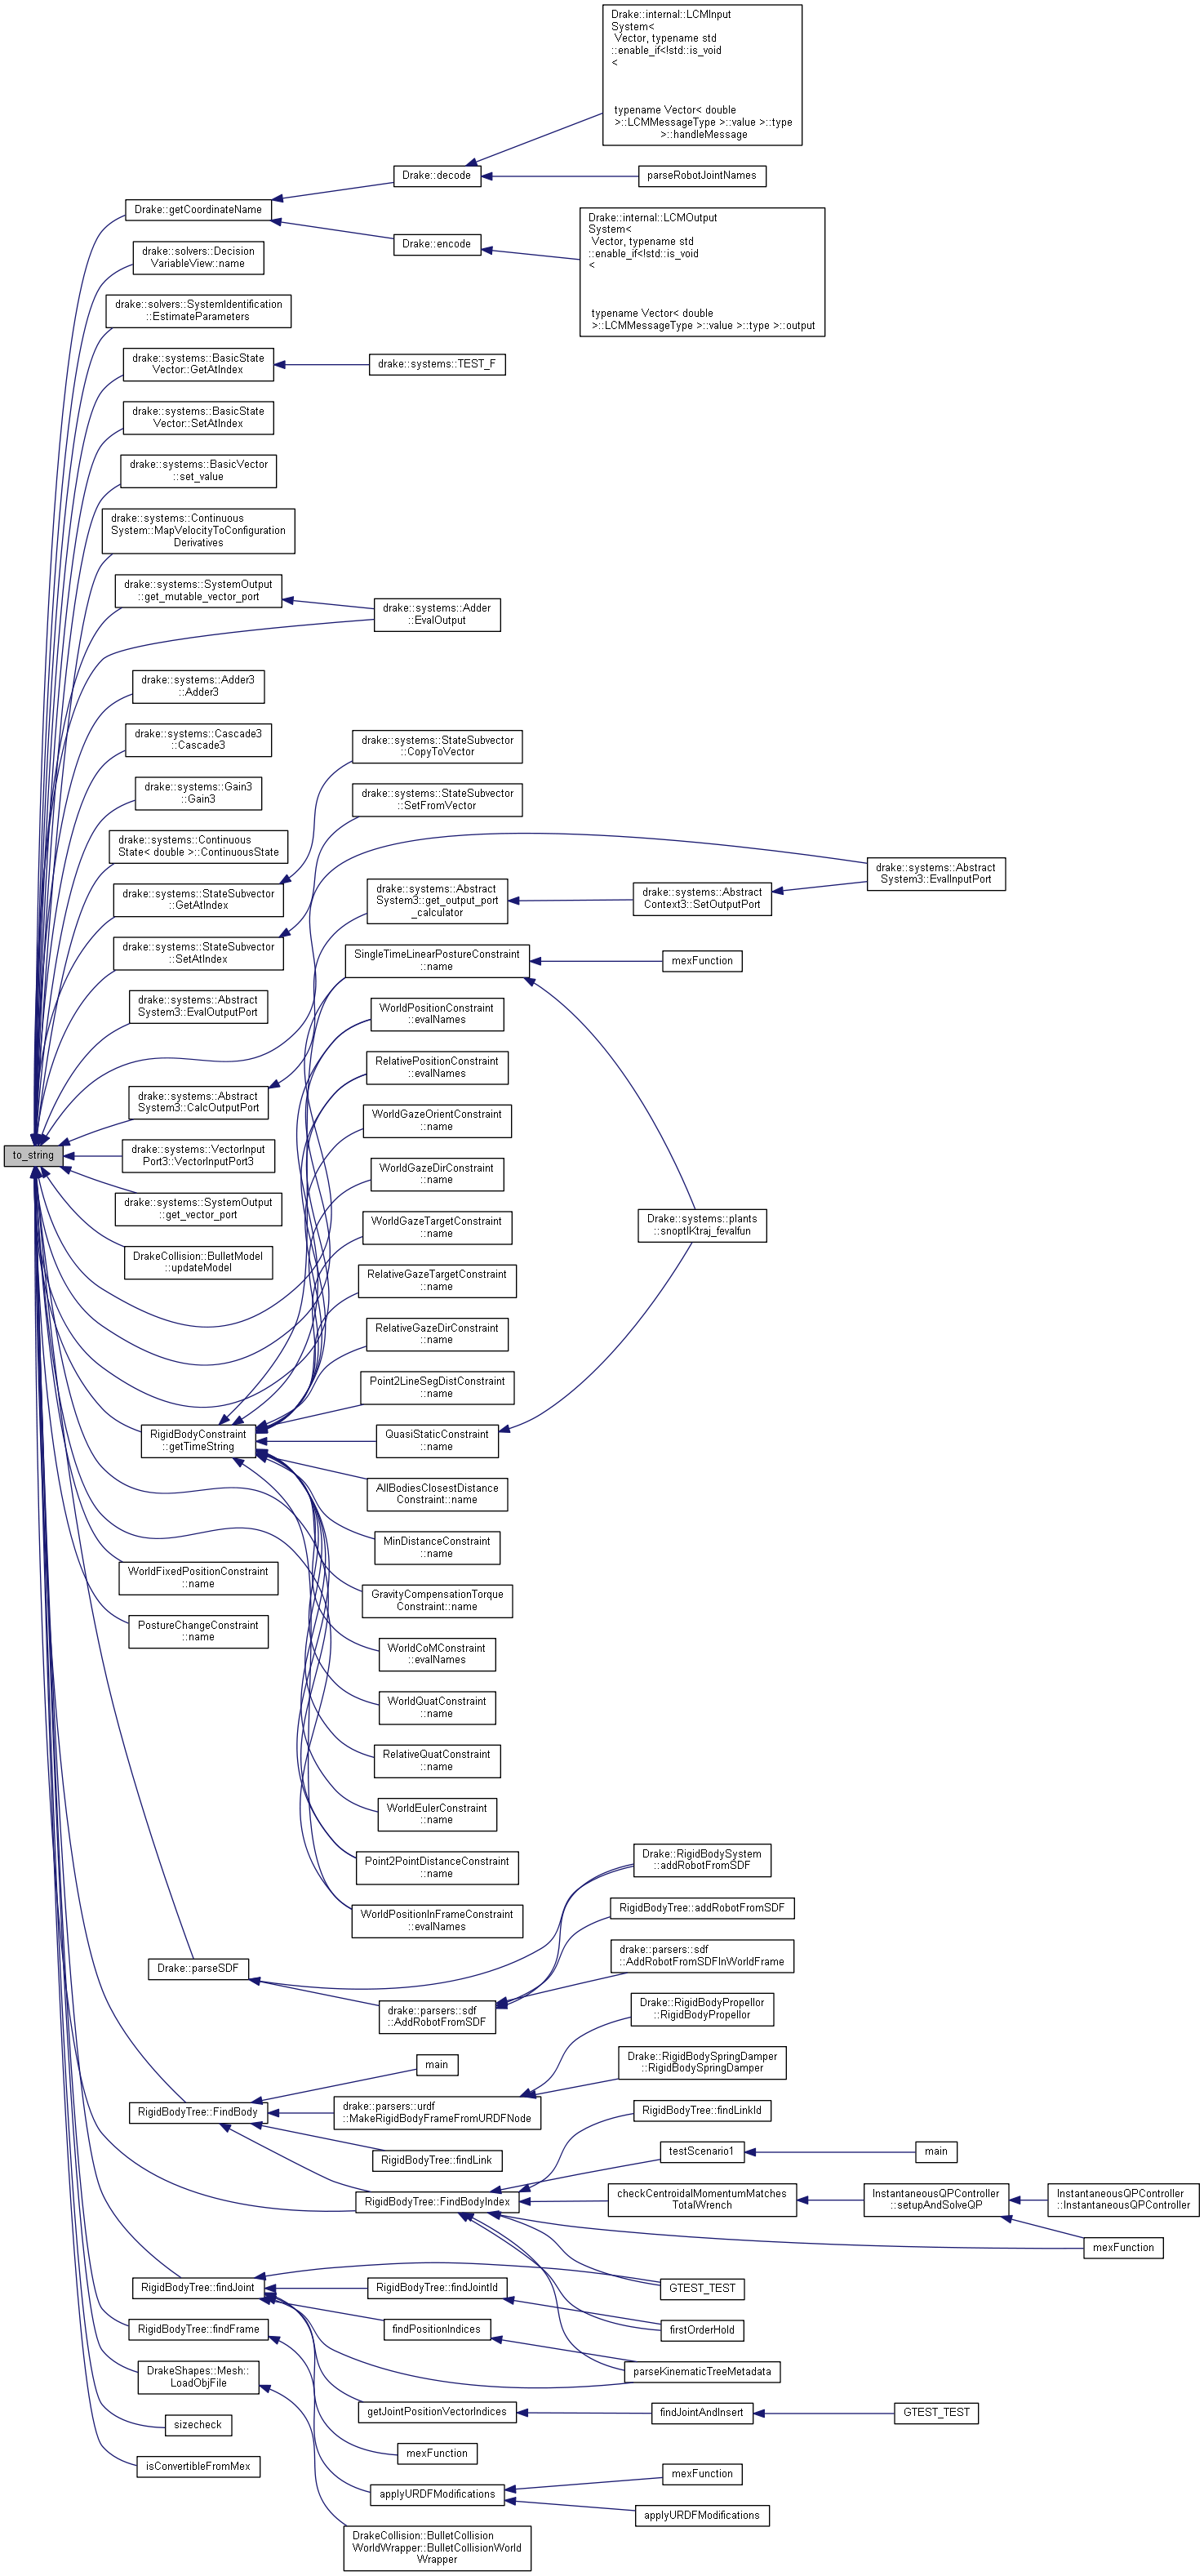 Drake::internal::LCMInput
System<
Vector, typename std
::enable_if<!std::is_void
<
typename Vector< double
>::LCMMessageType >::value >::type
>::handleMessage
Drake::decode
parseRobotJointNames
Drake::getCoordinateName
Drake::internal::LCMOutput
System<
Vector, typename std
::enable_if<!std::is_void
<
typename Vector< double
>::LCMMessageType >::value >::type >::output
Drake::encode
drake::solvers::Decision
VariableView::name
drake::solvers::SystemIdentification
::EstimateParameters
drake::systems::BasicState
Vector::GetAtIndex
drake::systems::TEST_F
drake::systems::BasicState
Vector::SetAtIndex
drake::systems::BasicVector
::set_value
drake::systems::Continuous
System::MapVelocityToConfiguration
Derivatives
drake::systems::SystemOutput
::get_mutable_vector_port
drake::systems::Adder
::EvalOutput
drake::systems::Adder3
::Adder3
drake::systems::Cascade3
::Cascade3
drake::systems::StateSubvector
::CopyToVector
drake::systems::Gain3
::Gain3
drake::systems::StateSubvector
::SetFromVector
drake::systems::Continuous
State< double >::ContinuousState
drake::systems::Abstract
System3::EvalInputPort
drake::systems::StateSubvector
::GetAtIndex
drake::systems::Abstract
System3::get_output_port
_calculator
drake::systems::Abstract
Context3::SetOutputPort
drake::systems::StateSubvector
::SetAtIndex
SingleTimeLinearPostureConstraint
::name
mexFunction
drake::systems::Abstract
System3::EvalOutputPort
WorldPositionConstraint
::evalNames
RelativePositionConstraint
::evalNames
drake::systems::Abstract
System3::CalcOutputPort
WorldGazeOrientConstraint
::name
to_string
drake::systems::VectorInput
Port3::VectorInputPort3
WorldGazeDirConstraint
::name
drake::systems::SystemOutput
::get_vector_port
WorldGazeTargetConstraint
::name
Drake::systems::plants
::snoptIKtraj_fevalfun
DrakeCollision::BulletModel
::updateModel
RelativeGazeTargetConstraint
::name
RelativeGazeDirConstraint
::name
Point2LineSegDistConstraint
::name
RigidBodyConstraint
::getTimeString
QuasiStaticConstraint
::name
AllBodiesClosestDistance
Constraint::name
MinDistanceConstraint
::name
WorldFixedPositionConstraint
::name
GravityCompensationTorque
Constraint::name
PostureChangeConstraint
::name
WorldCoMConstraint
::evalNames
WorldQuatConstraint
::name
RelativeQuatConstraint
::name
WorldEulerConstraint
::name
Point2PointDistanceConstraint
::name
Drake::RigidBodySystem
::addRobotFromSDF
WorldPositionInFrameConstraint
::evalNames
RigidBodyTree::addRobotFromSDF
Drake::parseSDF
drake::parsers::sdf
::AddRobotFromSDFInWorldFrame
drake::parsers::sdf
::AddRobotFromSDF
Drake::RigidBodyPropellor
::RigidBodyPropellor
main
Drake::RigidBodySpringDamper
::RigidBodySpringDamper
RigidBodyTree::FindBody
drake::parsers::urdf
::MakeRigidBodyFrameFromURDFNode
RigidBodyTree::findLinkId
RigidBodyTree::findLink
testScenario1
main
RigidBodyTree::FindBodyIndex
checkCentroidalMomentumMatches
TotalWrench
InstantaneousQPController
::setupAndSolveQP
InstantaneousQPController
::InstantaneousQPController
mexFunction
RigidBodyTree::findJoint
RigidBodyTree::findJointId
GTEST_TEST
RigidBodyTree::findFrame
findPositionIndices
firstOrderHold
DrakeShapes::Mesh::
LoadObjFile
parseKinematicTreeMetadata
getJointPositionVectorIndices
findJointAndInsert
GTEST_TEST
sizecheck
mexFunction
isConvertibleFromMex
mexFunction
applyURDFModifications
applyURDFModifications
DrakeCollision::BulletCollision
WorldWrapper::BulletCollisionWorld
Wrapper